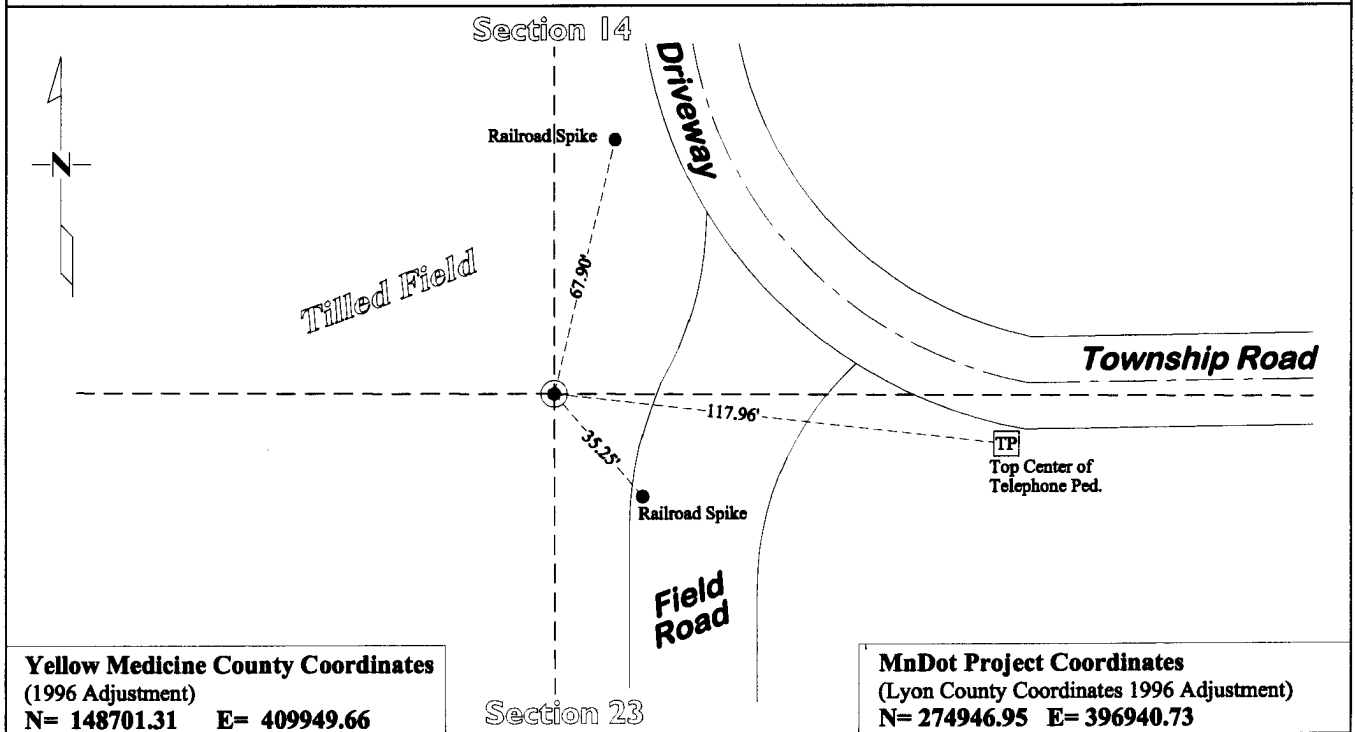 Section 14
Driveway
Railroad Spike
N
67.90'
Tilled Field
Township Road
117.96'
35.25'
TP
Top Center of
Telephone Ped.
Railroad Spike
Field
Road
Yellow Medicine County Coordinates
(1996 Adjustment)
N= 148701.31 E= 409949.66
Section 23
MnDot Project Coordinates
(Lyon County Coordinates 1996 Adjustment)
N= 274946.95 E= 396940.73